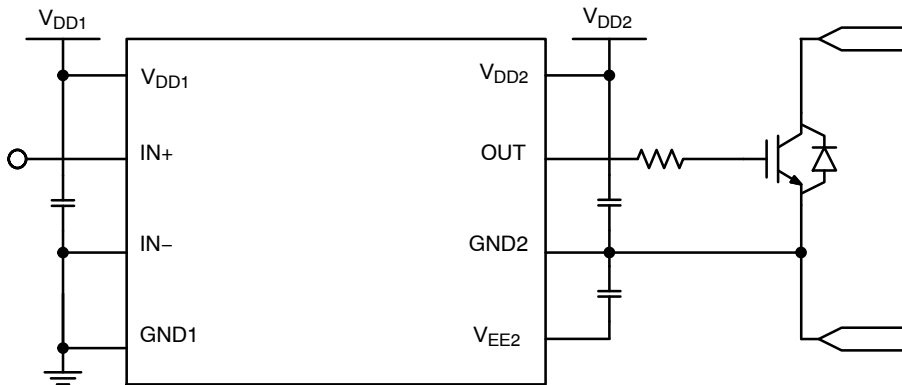 VDD1
VDD2
VDD1
VDD2
IN+
OUT
IN−
GND2
GND1
VEE2